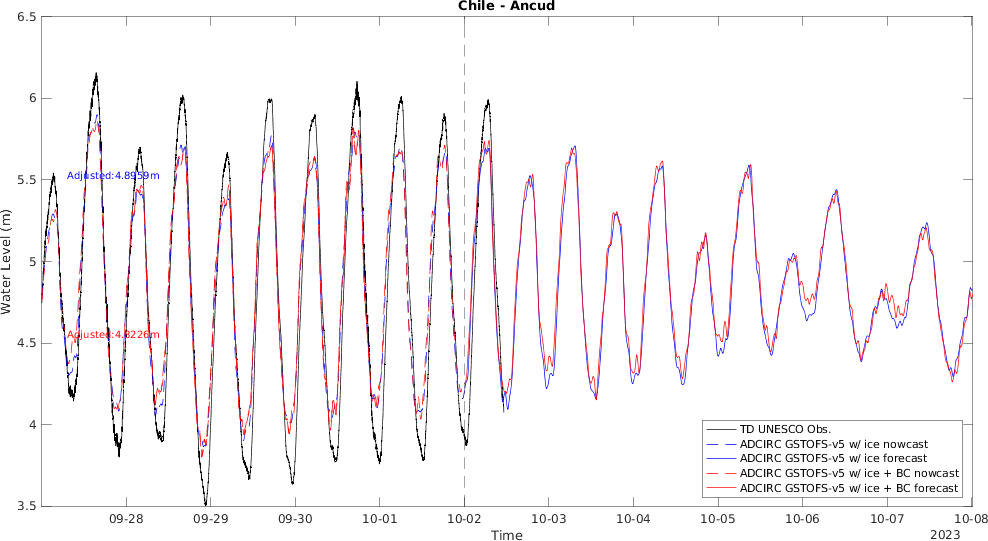 Chile - Ancud
6.5
6
5.5
5
4.5
4
3.5
Water Level (m)
Adjusted:4.8959m
Adjusted:4.8226m
TD UNESCO Obs.
ADCIRC GSTOFS-v5 w/ ice nowcast
ADCIRC GSTOFS-v5 w/ ice forecast
ADCIRC GSTOFS-v5 w/ ice + BC nowcast
ADCIRC GSTOFS-v5 w/ ice + BC forecast
09-28 09-29 09-30 10-01 10-02 10-03 10-04 10-05 10-06 10-07 10-08
Time
2023